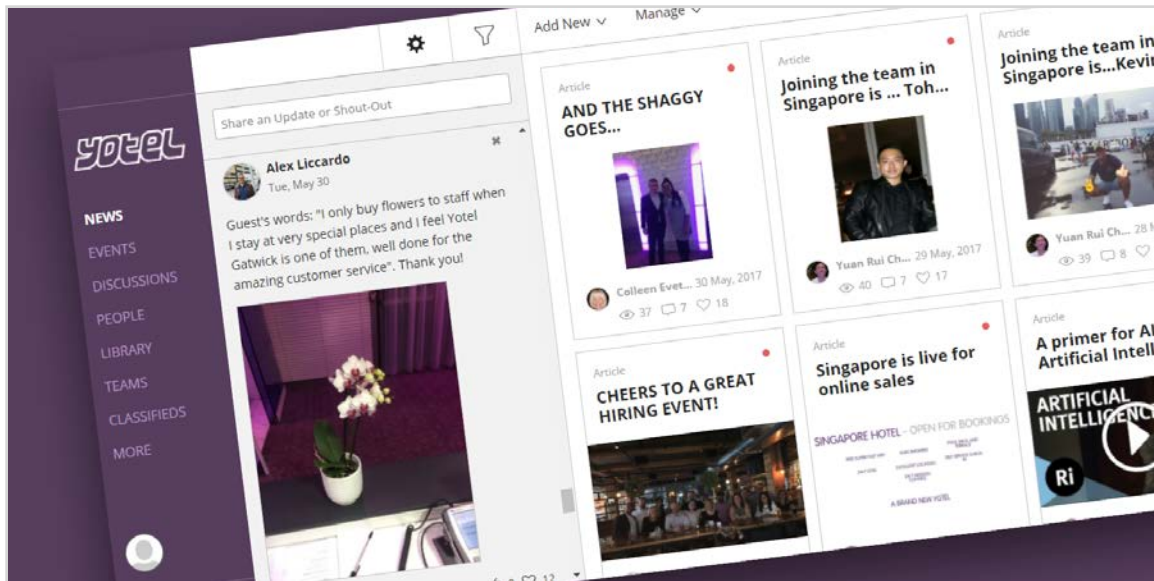 YOTEL
NEWS
EVENTS
DISCUSSIONS
PEOPLE
LIBRARY
TEAMS
CLASSIFIEDS
MORE
Share an Update or Shout-Out
Alex Liccardo
Tue, May 30
Guest's words: "I only buy flowers to staff when
I stay at very special places and I feel Yotel
Gatwick is one of them, well done for the
amazing customer service". Thank you!
12
Add New
Manage
Article
AND THE SHAGGY
GOES...
Colleen Evet... 30 May, 2017
37 7 18
Article
Joining the team in
Singapore is ... Toh...
Yuan Rui Ch... 29 May, 2017
40 7 17
Joining the team in
Singapore is...Kevin
Yuan Rui Ch... 28 M
39 8
Article
CHEERS TO A GREAT
HIRING EVENT!
Article
Singapore is live for
online sales
SINGAPORE HOTEL – OPEN FOR BOOKINGS
A BRAND NEW YOTEL
Article
A primer for AI
Artificial Intell
ARTIFICIAL
INTELLIGENCE
Ri